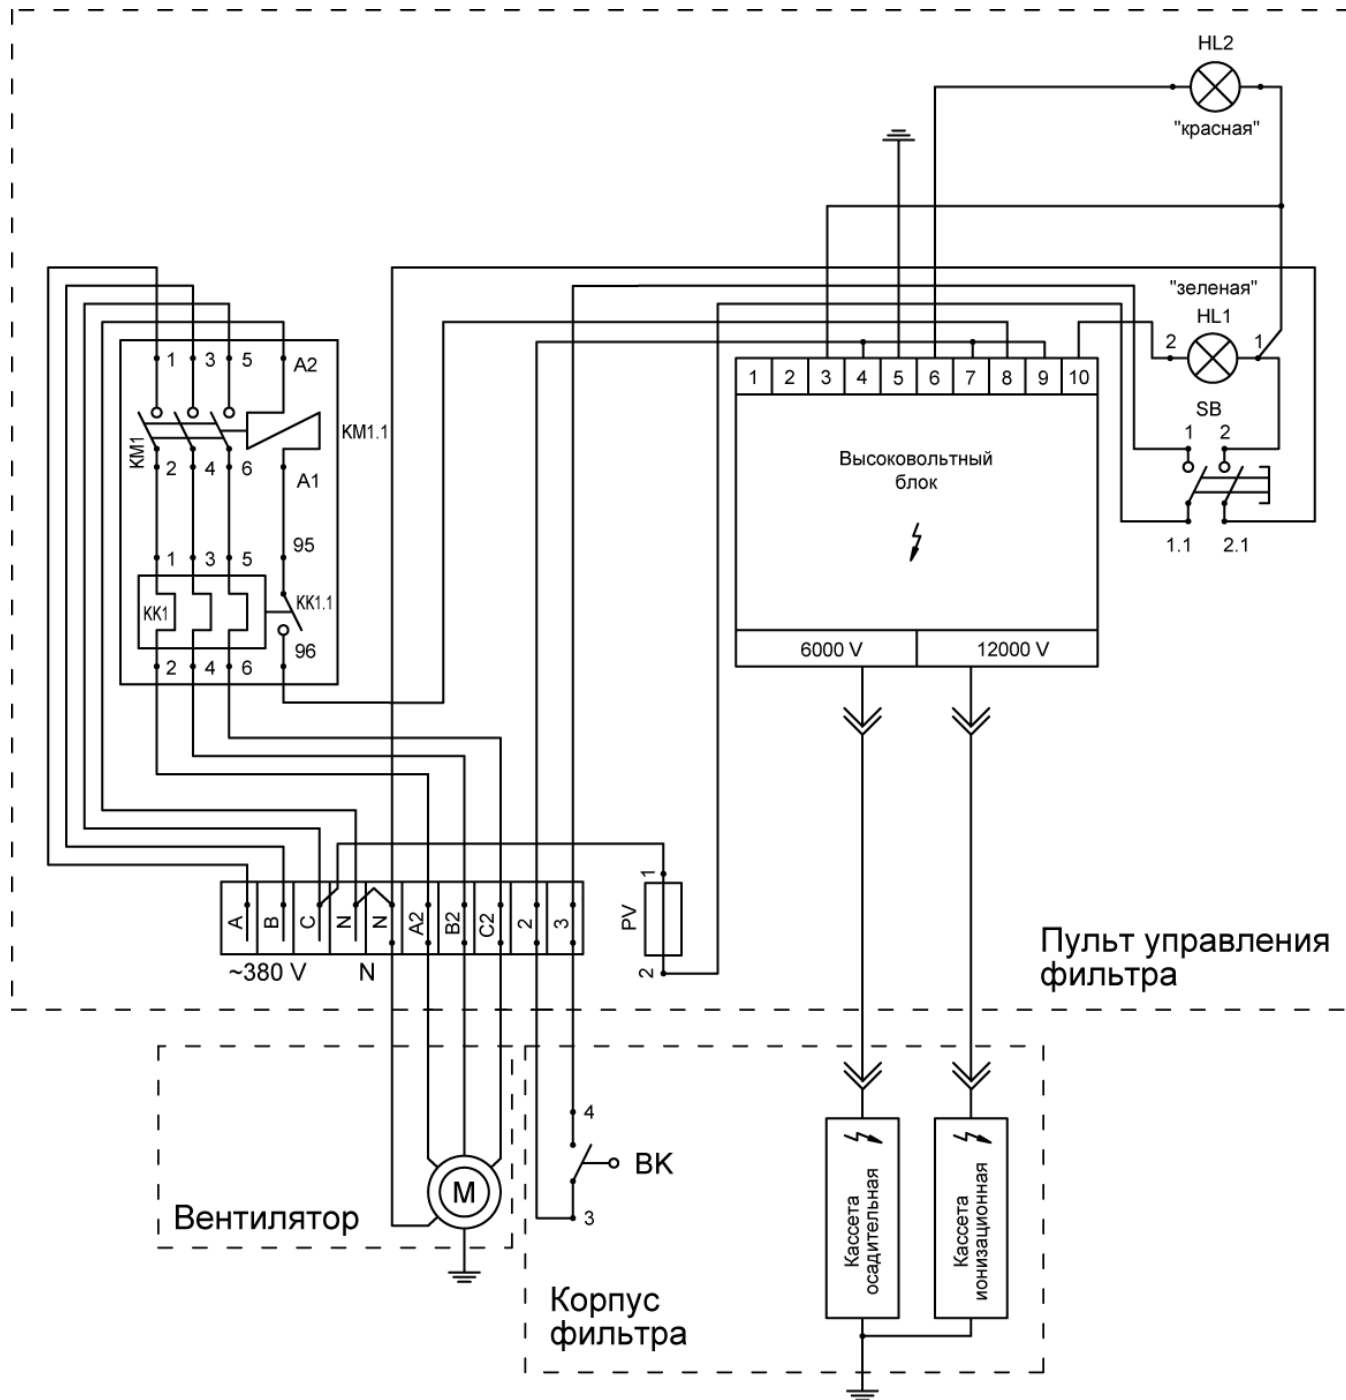 HL2
"красная"
"зеленая"
HL1
2
1
1
3
5
A2
1
2
3
4
5
6
7
8
9
10
SB
1
2
KM1
KM1.1
2
4
6
A1
Высоковольтный
блок
1.1
2.1
95
1
3
5
KK1
KK1.1
96
2
4
6
6000 V
12000 V
A
B
C
N
N
A2
B2
C2
2
3
1
PV
2
~380 V
N
Пульт управления
фильтра
4
BK
3
M
Вентилятор
Кассета
осадительная
Кассета
ионизационная
Корпус
фильтра